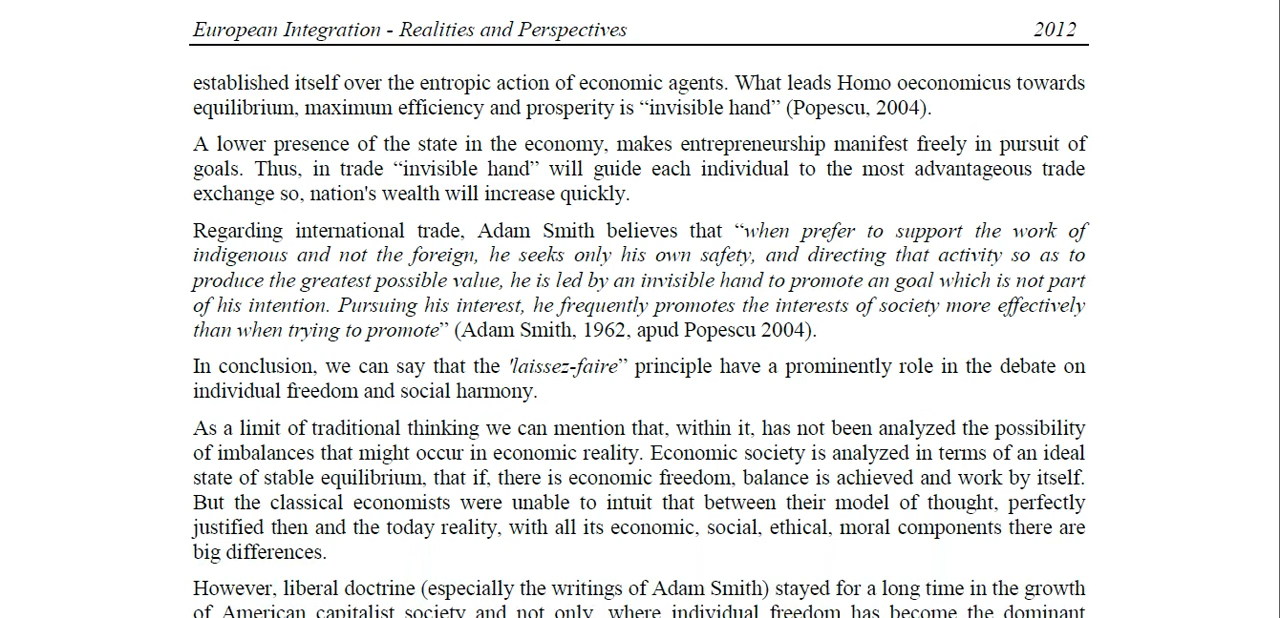 European Integration - Realities and Perspectives 2012
established itself over the entropic action of economic agents. What leads Homo oeconomicus towards
equilibrium, maximum efficiency and prosperity is “invisible hand” (Popescu, 2004).
A lower presence of the state in the economy, makes entrepreneurship manifest freely in pursuit of
goals. Thus, in trade “invisible hand” will guide each individual to the most advantageous trade
exchange so, nation's wealth will increase quickly.
Regarding international trade, Adam Smith believes that “when prefer to support the work of
indigenous and not the foreign, he seeks only his own safety, and directing that activity so as to
produce the greatest possible value, he is led by an invisible hand to promote an goal which is not part
of his intention. Pursuing his interest, he frequently promotes the interests of society more effectively
than when trying to promote” (Adam Smith, 1962, apud Popescu 2004).
In conclusion, we can say that the 'laissez-faire” principle have a prominently role in the debate on
individual freedom and social harmony.
As a limit of traditional thinking we can mention that, within it, has not been analyzed the possibility
of imbalances that might occur in economic reality. Economic society is analyzed in terms of an ideal
state of stable equilibrium, that if, there is economic freedom, balance is achieved and work by itself.
But the classical economists were unable to intuit that between their model of thought, perfectly
justified then and the today reality, with all its economic, social, ethical, moral components there are
big differences.
However, liberal doctrine (especially the writings of Adam Smith) stayed for a long time in the growth
of American capitalist society and not only, where individual freedom has become the dominant